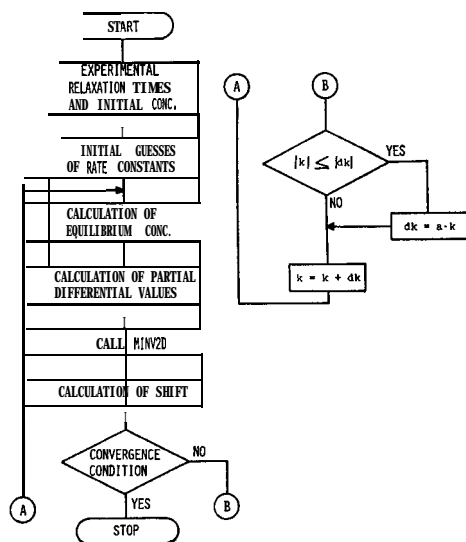 START
EXPERIMENTAL
RELAXATION TIMES
AND INITIAL CONC.
INITIAL GUESSES
OF RATE CONSTANTS
CALCULATION OF
EQUILIBRIUM CONC.
CALCULATION OF PARTIAL
DIFFERENTIAL VALUES
CALL MINV2D
CALCULATION OF SHIFT
CONVERGENCE
CONDITION
NO
YES
A
B
STOP
A
B
|k| ≤ |dk|
YES
NO
dk = a·k
k = k + dk